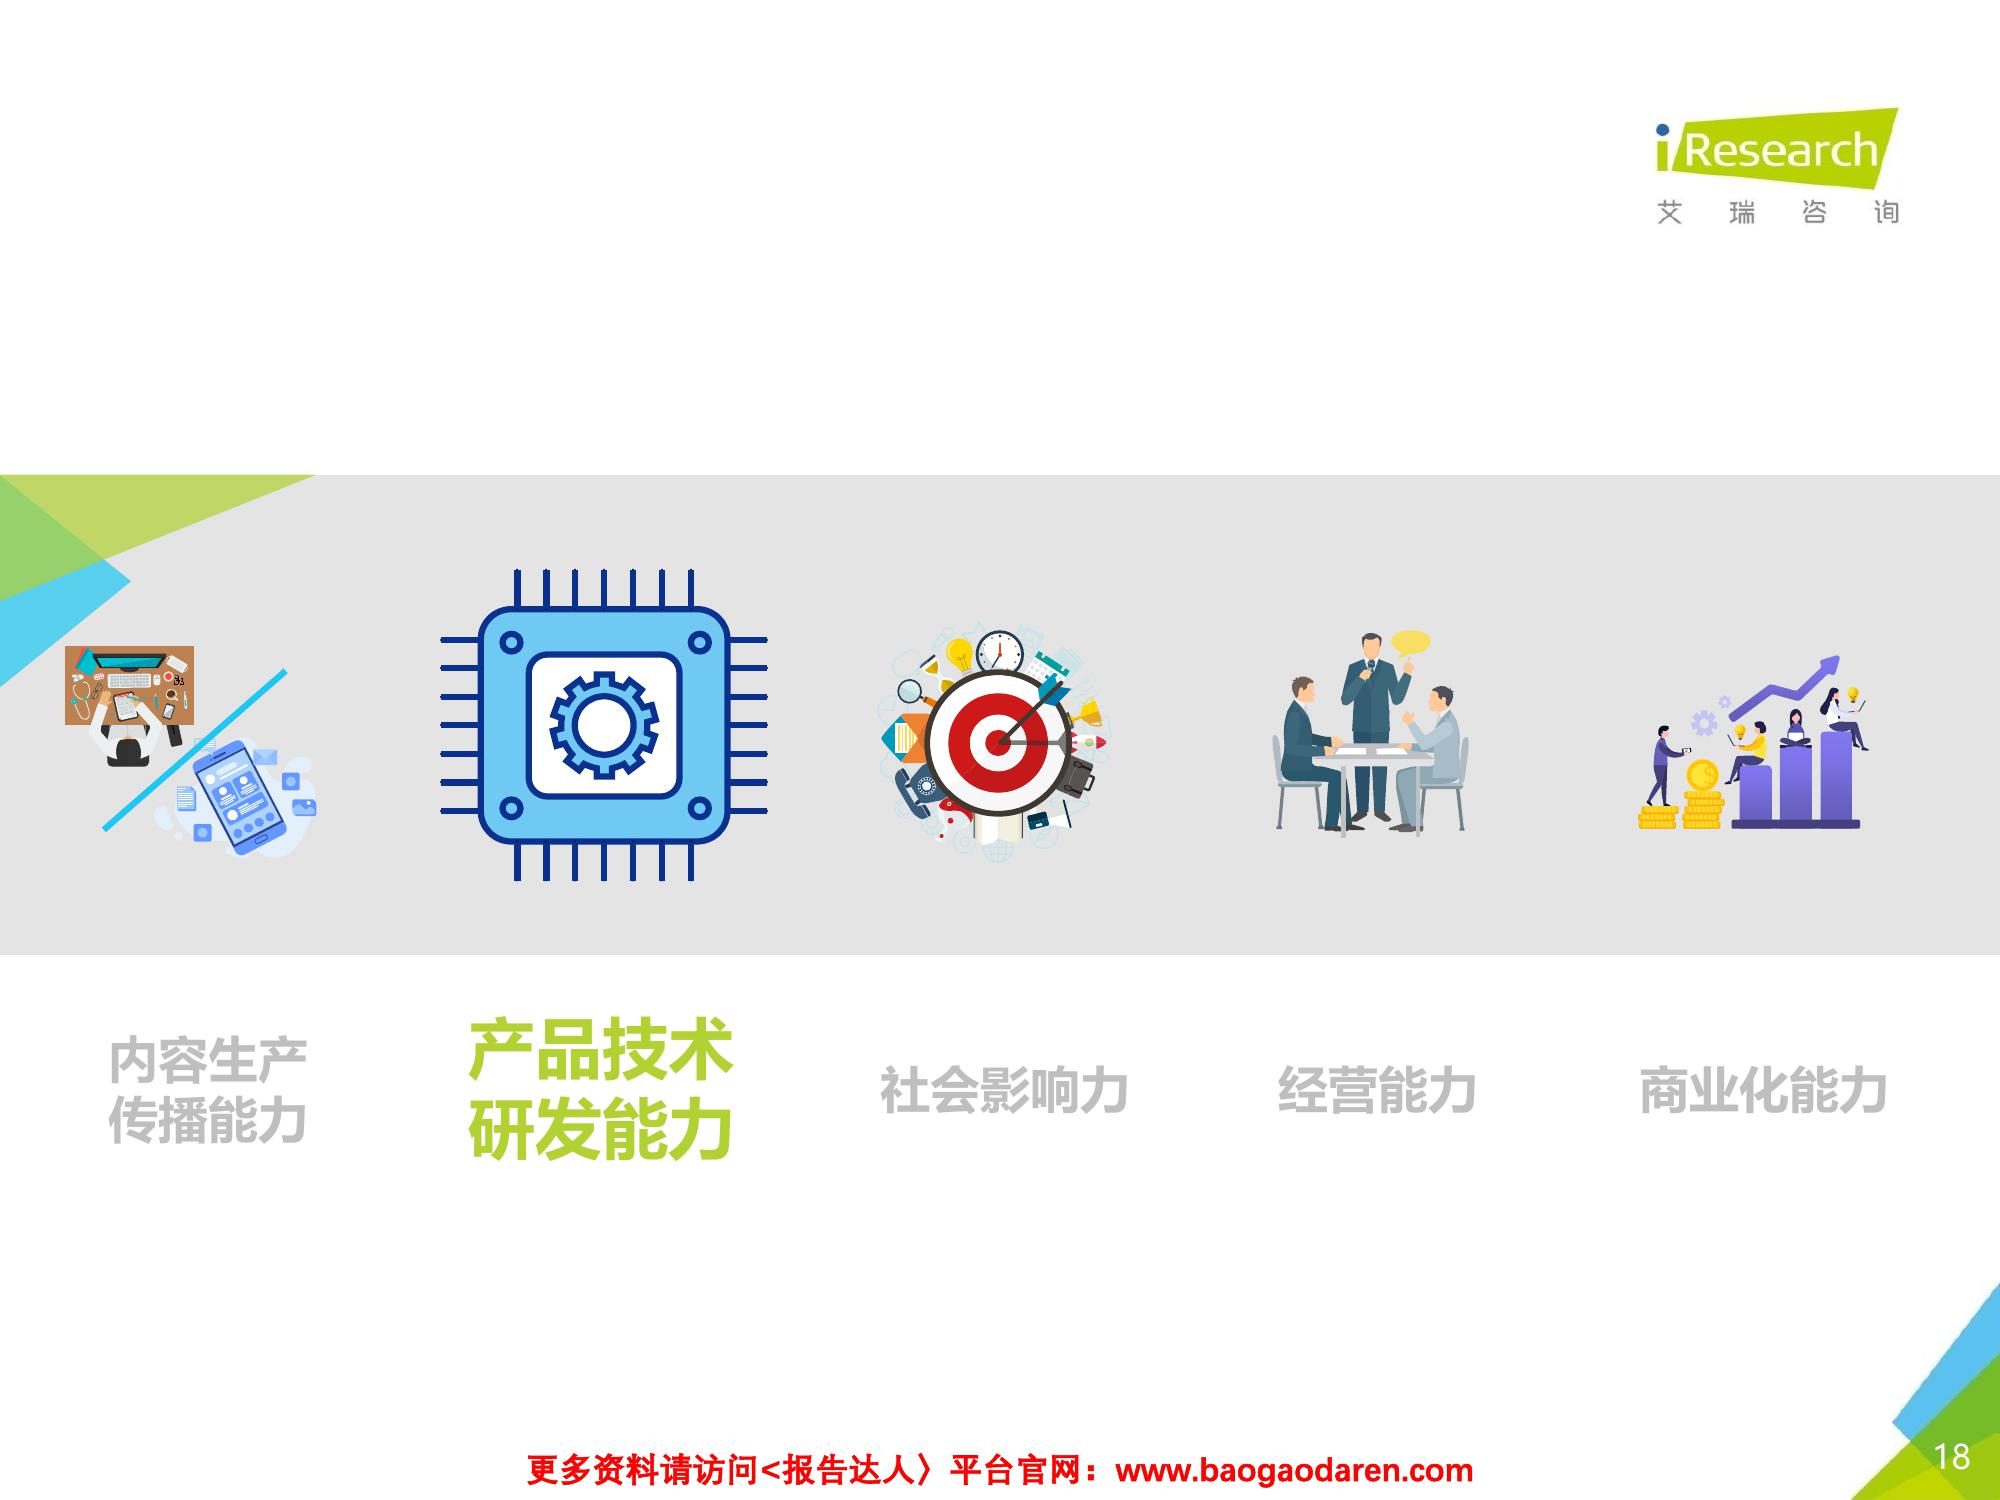 iResearch
艾瑞咨询
内容生产
传播能力
产品技术
研发能力
社会影响力
经营能力
商业化能力
更多资料请访问<报告达人〉平台官网：www.baogaodaren.com
18